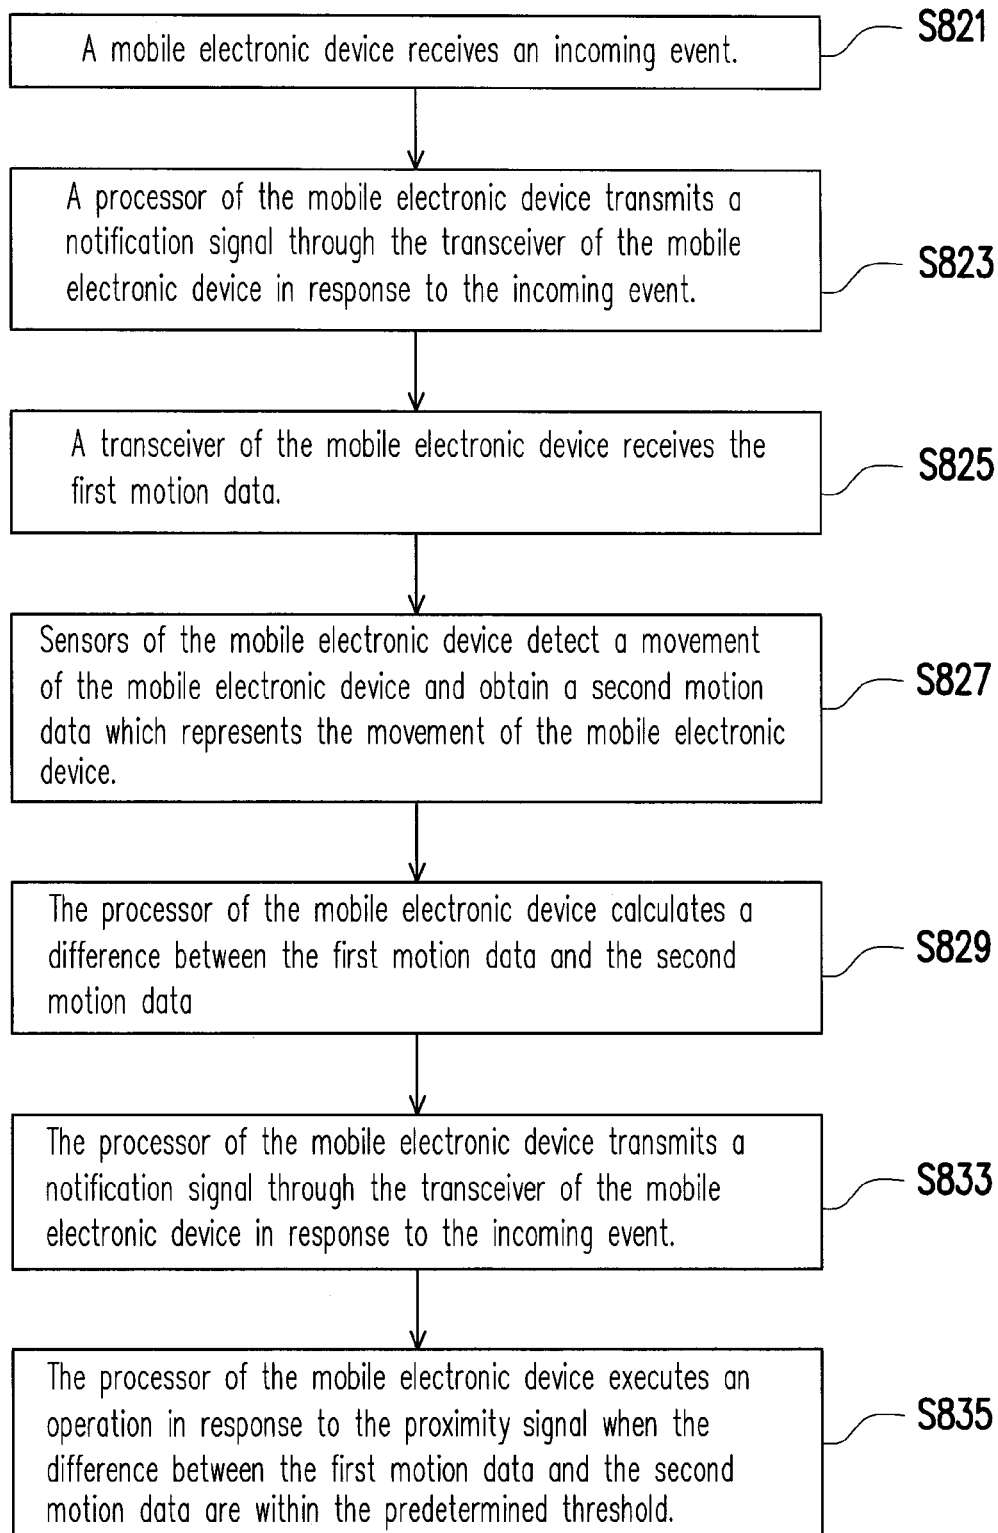 A mobile electronic device receives an incoming event.
S821
A processor of the mobile electronic device transmits a
notification signal through the transceiver of the mobile
electronic device in response to the incoming event.
S823
A transceiver of the mobile electronic device receives the
first motion data.
S825
Sensors of the mobile electronic device detect a movement
of the mobile electronic device and obtain a second motion
data which represents the movement of the mobile electronic
device.
S827
The processor of the mobile electronic device calculates a
difference between the first motion data and the second
motion data
S829
The processor of the mobile electronic device transmits a
notification signal through the transceiver of the mobile
electronic device in response to the incoming event.
S833
The processor of the mobile electronic device executes an
operation in response to the proximity signal when the
difference between the first motion data and the second
motion data are within the predetermined threshold.
S835